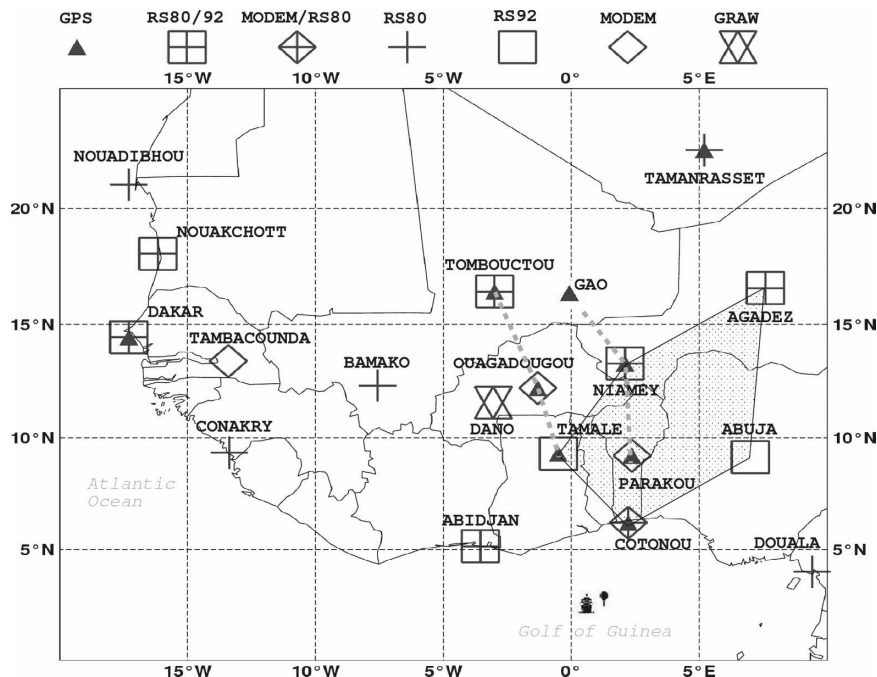 GPS RS80/92 MODEM/RS80 RS80 RS92 MODEM GRAW
15°W 10°W 5°W 0° 5°E
NOUADIBHOU
TAMANRASSET
20°N 20°N
NOUAKCHOTT
TOMBOUCTOU
GAO
DAKAR
AGADEZ
15°N 15°N
TAMBACOUNDA
BAMAKO
OUAGADOUGOU
NIAMEY
CONAKRY
DANO
TAMALE
ABUJA
10°N 10°N
PARAKOU
Atlantic
Ocean
ABIDJAN
COTONOU
DOUALA
5°N 5°N
Golf of Guinea
15°W 10°W 5°W 0° 5°E